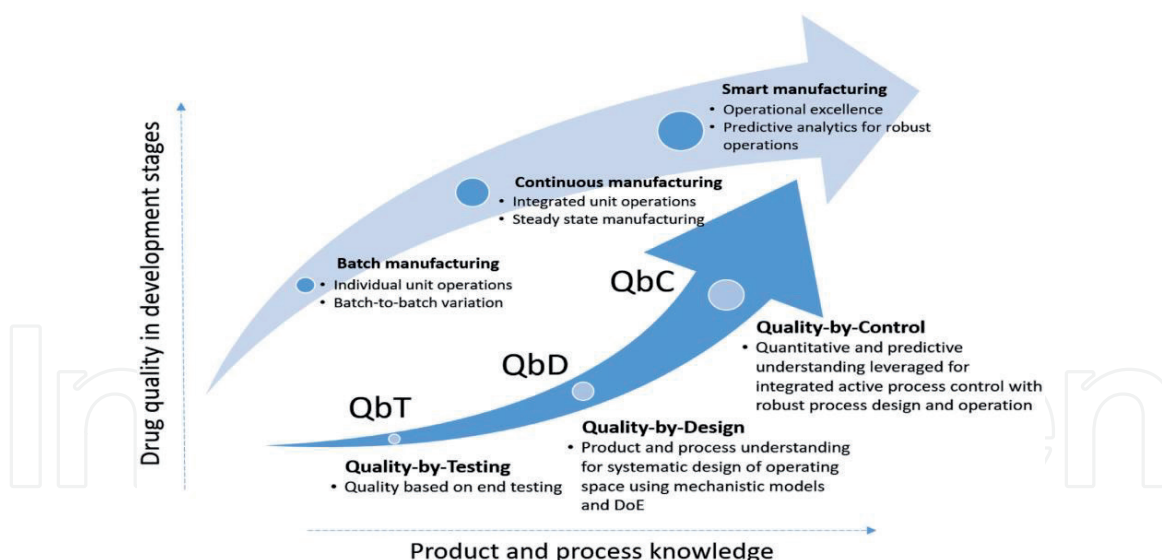 Drug quality in development stages
Smart manufacturing
• Operational excellence
• Predictive analytics for robust
operations
Continuous manufacturing
• Integrated unit operations
• Steady state manufacturing
Batch manufacturing
• Individual unit operations
• Batch-to-batch variation
QbC
Quality-by-Control
• Quantitative and predictive
understanding leveraged for
integrated active process control with
robust process design and operation
QbD
Quality-by-Design
• Product and process understanding
for systematic design of operating
space using mechanistic models
and DoE
QbT
Quality-by-Testing
• Quality based on end testing
Product and process knowledge